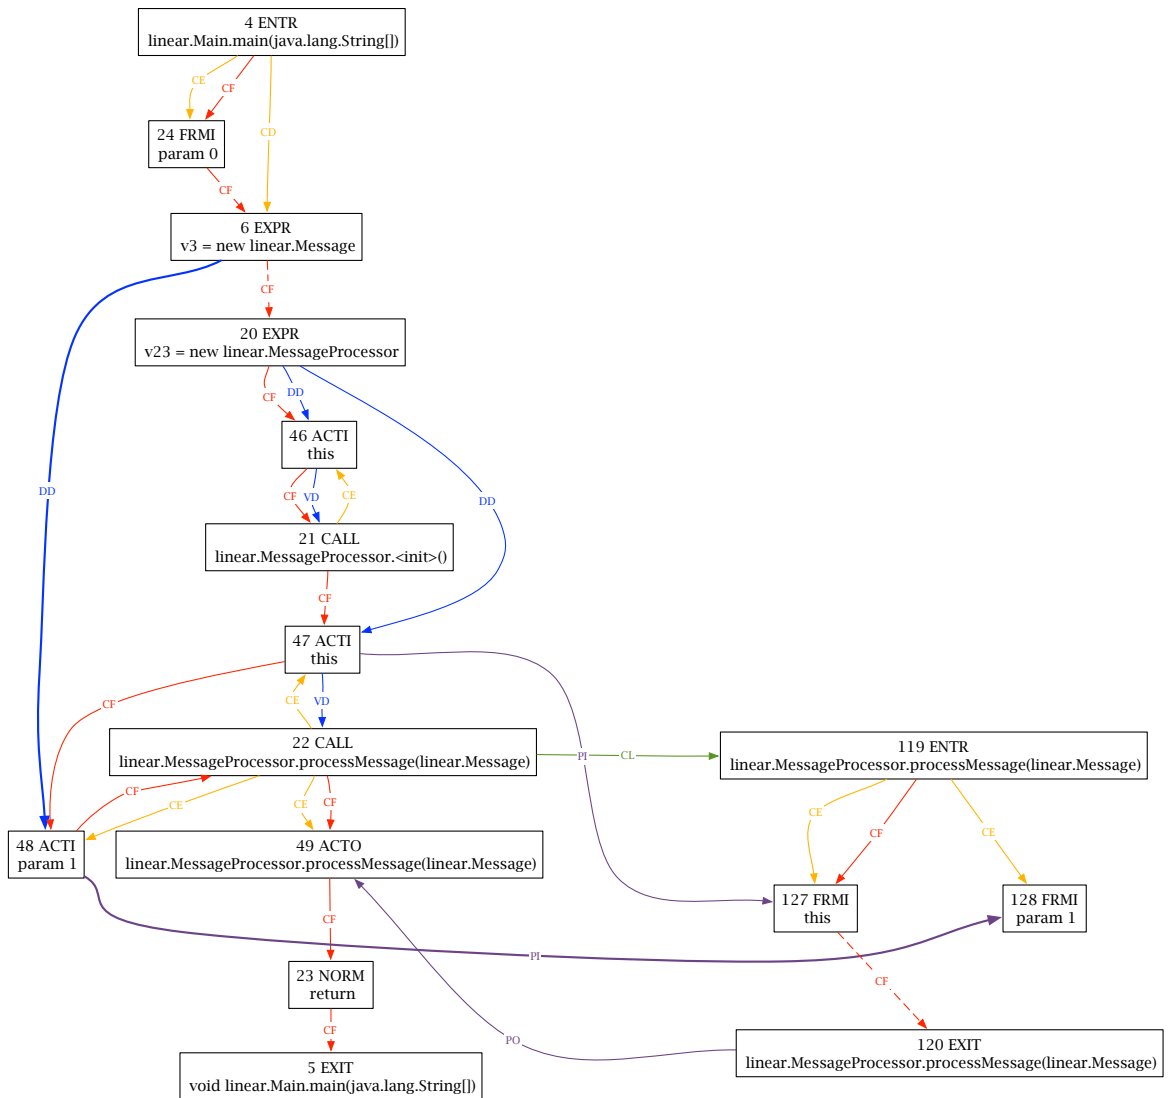 4 ENTR
linear.Main.main(java.lang.String[])
CE
CF
24 FRMI
param 0
CD
CF
6 EXPR
v3 = new linear.Message
CF
20 EXPR
v23 = new linear.MessageProcessor
CF
DD
46 ACTI
this
DD
CF
VD
CE
DD
21 CALL
linear.MessageProcessor.<init>()
CF
47 ACTI
this
CF
CE
VD
22 CALL
linear.MessageProcessor.processMessage(linear.Message)
CL
PI
119 ENTR
linear.MessageProcessor.processMessage(linear.Message)
CF
CE
CE
CF
CE
CF
CE
48 ACTI
param 1
49 ACTO
linear.MessageProcessor.processMessage(linear.Message)
127 FRMI
this
128 FRMI
param 1
CF
PI
CF
23 NORM
return
CF
PO
120 EXIT
linear.MessageProcessor.processMessage(linear.Message)
5 EXIT
void linear.Main.main(java.lang.String[])